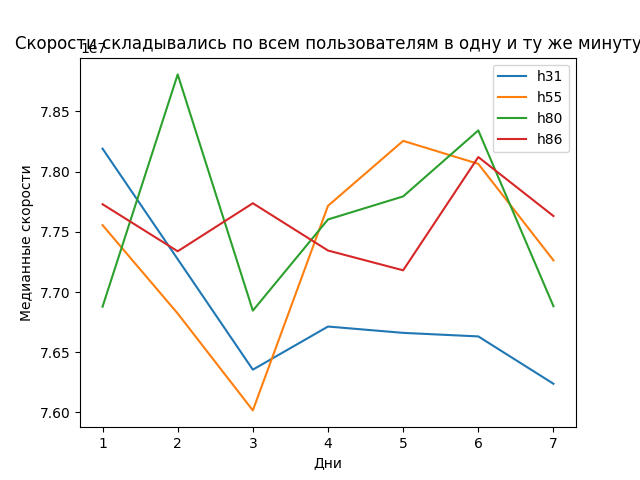 Скорости складывались по всем пользователям в одну и ту же минуту
1e7
h31
h55
h80
h86
7.85
7.80
7.75
7.70
7.65
7.60
Медианные скорости
1 2 3 4 5 6 7
Дни